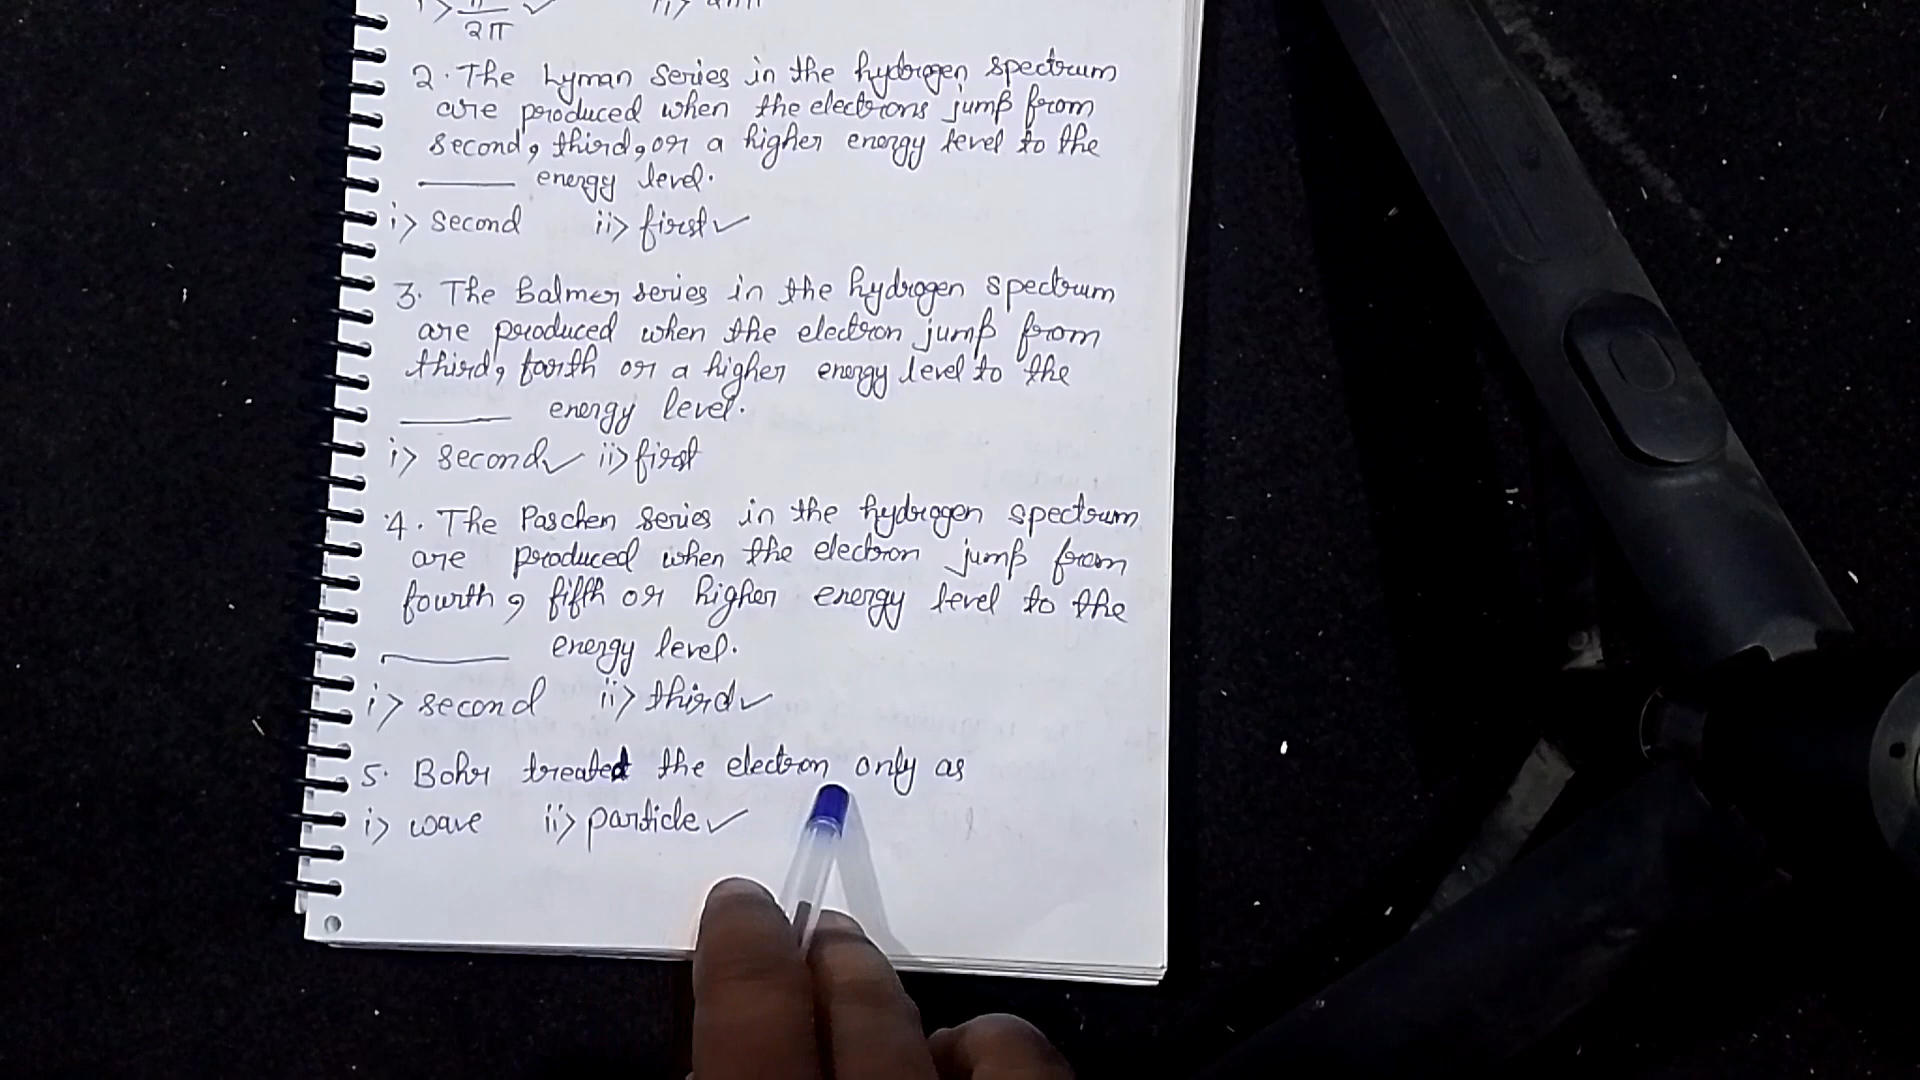 2π
2. The Lyman series in the hydrogen spectrum
are produced when the electrons jump from
second, third, or a higher energy level to the
______ energy level.
i> second ii> first ✓
3. The Balmer series in the hydrogen spectrum
are produced when the electron jump from
third, forth or a higher energy level to the
______ energy level.
i> second ✓ ii> first
4. The Paschen series in the hydrogen spectrum
are produced when the electron jump from
fourth, fifth or higher energy level to the
______ energy level.
i> second ii> third ✓
5. Bohr treated the electron only as
i> wave ii> particle ✓